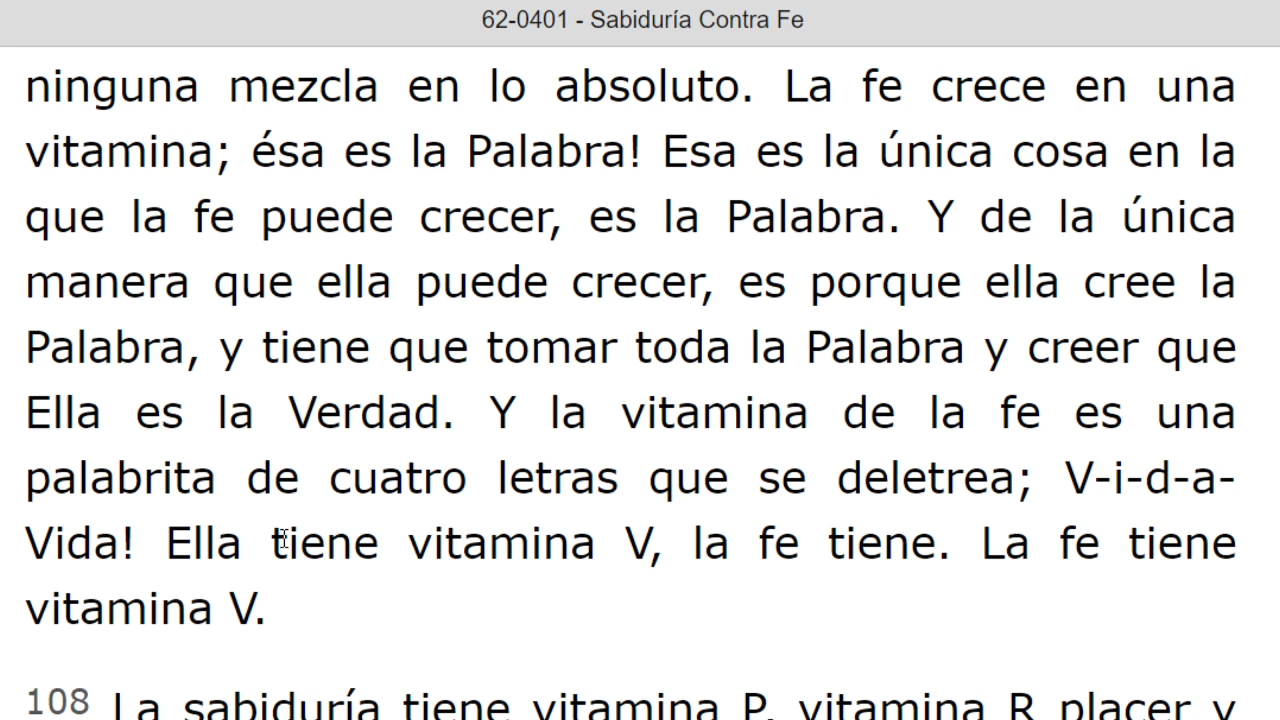 62-0401 - Sabiduría Contra Fe
ninguna mezcla en lo absoluto. La fe crece en una
vitamina; ésa es la Palabra! Esa es la única cosa en la
que la fe puede crecer, es la Palabra. Y de la única
manera que ella puede crecer, es porque ella cree la
Palabra, y tiene que tomar toda la Palabra y creer que
Ella es la Verdad. Y la vitamina de la fe es una
palabrita de cuatro letras que se deletrea; V-i-d-a-
Vida! Ella tiene vitamina V, la fe tiene. La fe tiene
vitamina V.
108 La sabiduría tiene vitamina P, vitamina R placer y